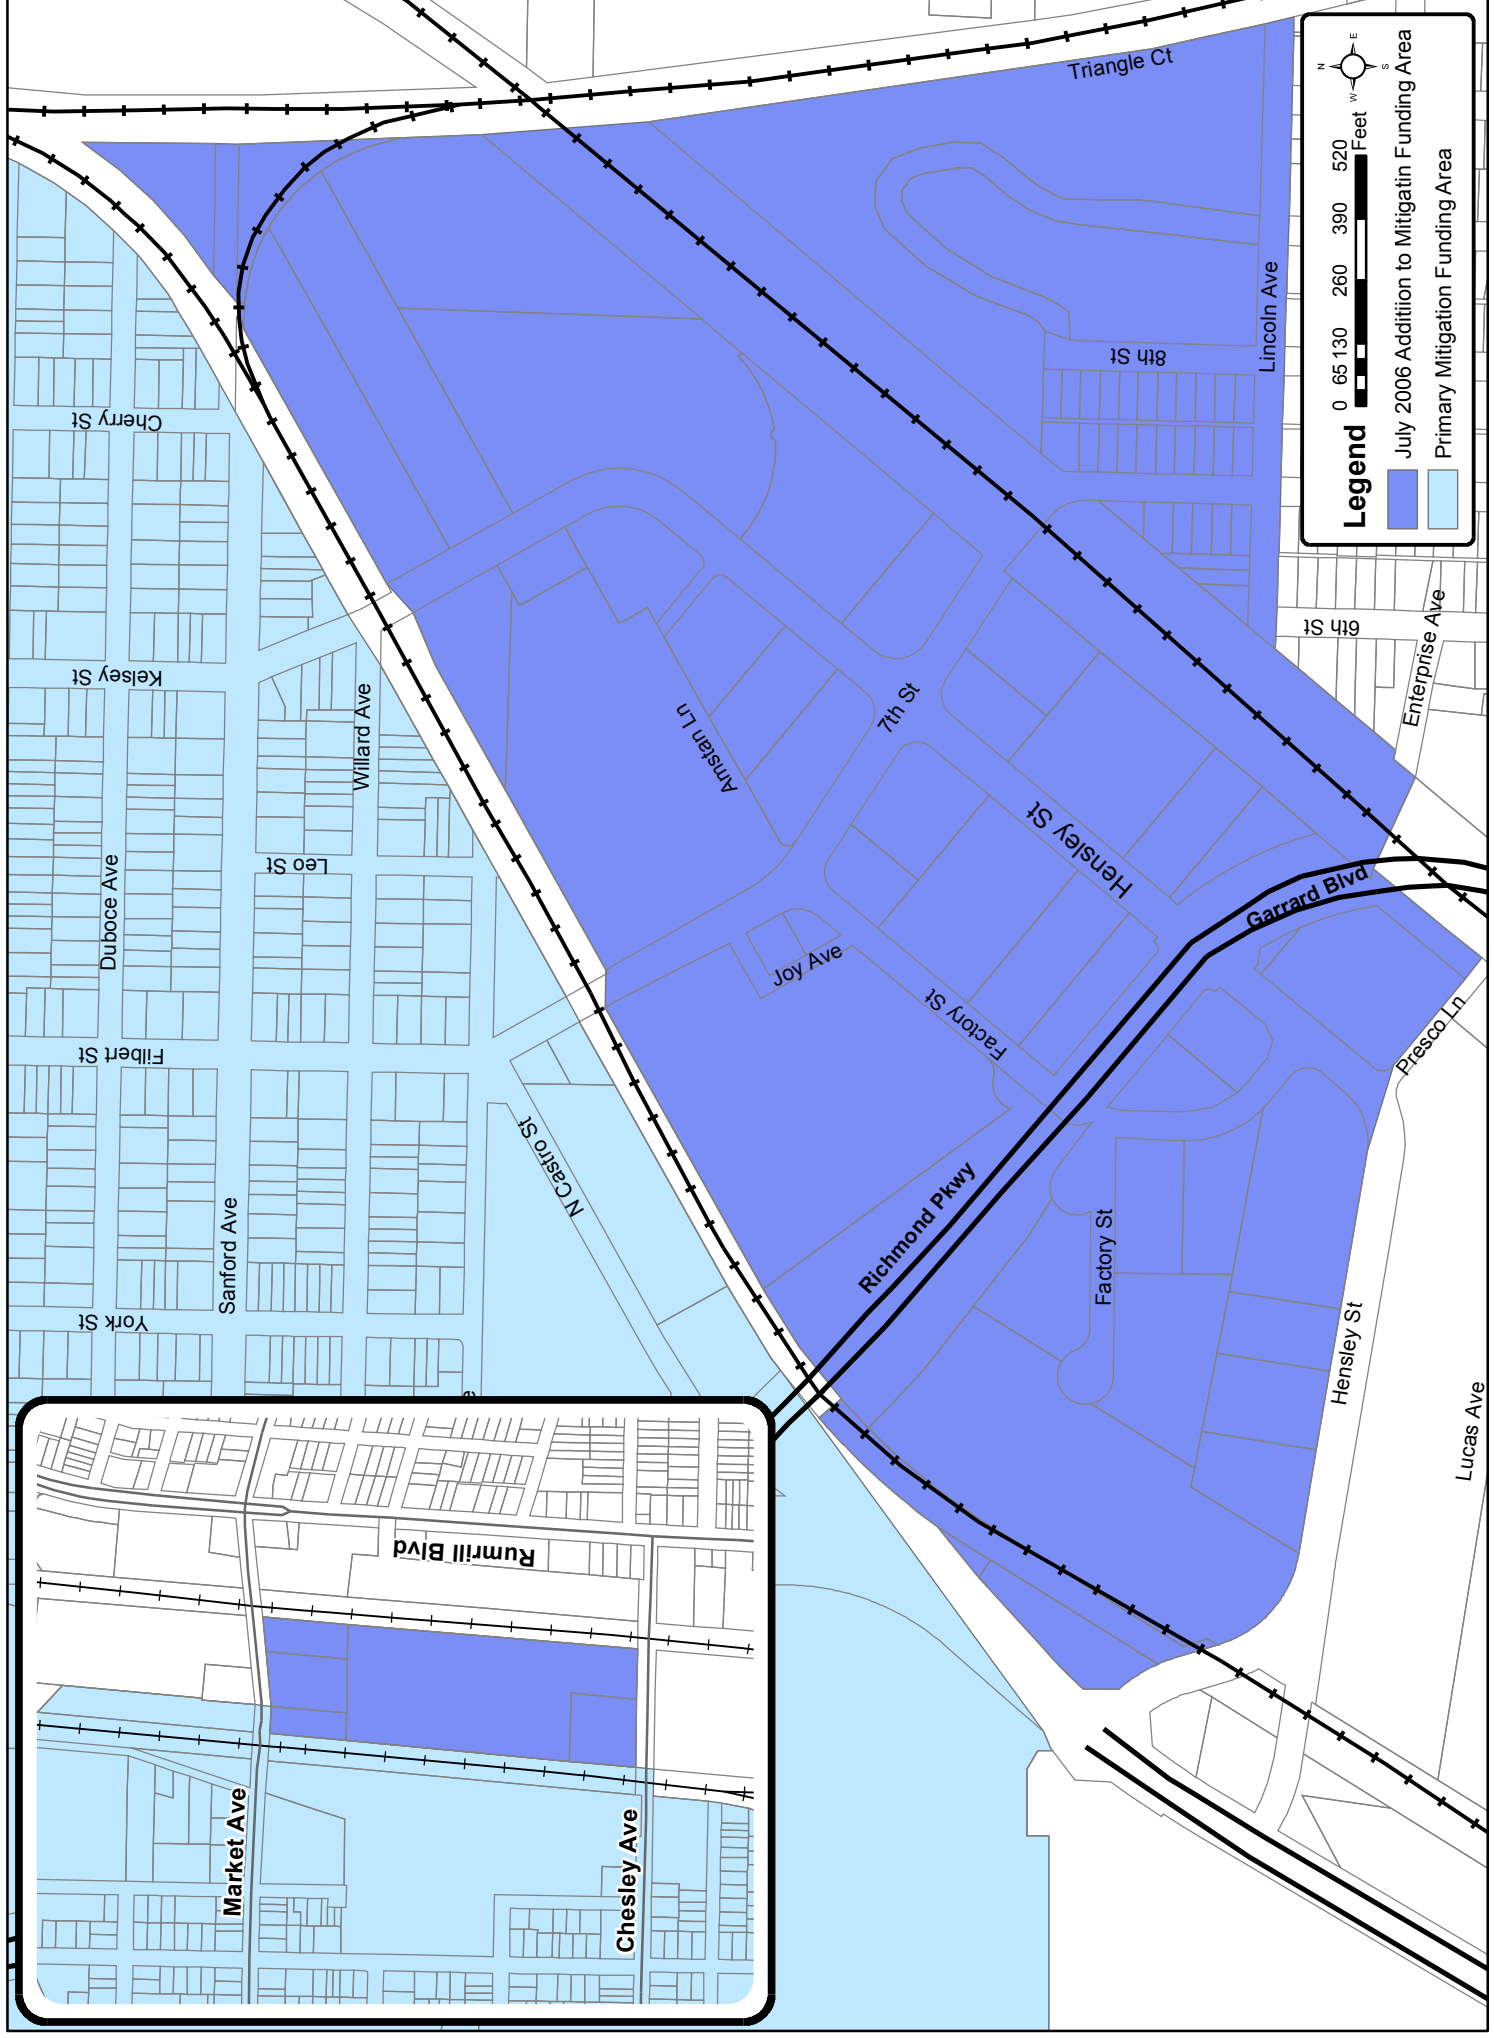 Cherry St
Kelsey St
Willard Ave
Duboce Ave
Leo St
Filbert St
Sanford Ave
York St
N Castro St
Triangle Ct
Lincoln Ave
8th St
7th St
6th St
Enterprise Ave
Amstan Ln
Hensley St
Joy Ave
Factory St
Garrard Blvd
Presco Ln
Richmond Pkwy
Factory St
Hensley St
Lucas Ave
Rumrill Blvd
Market Ave
Chesley Ave
Legend
0 65 130 260 390 520
Feet
N
E
S
W
July 2006 Additiion to Mitigatin Funding Area
Primary Mitigation Funding Area